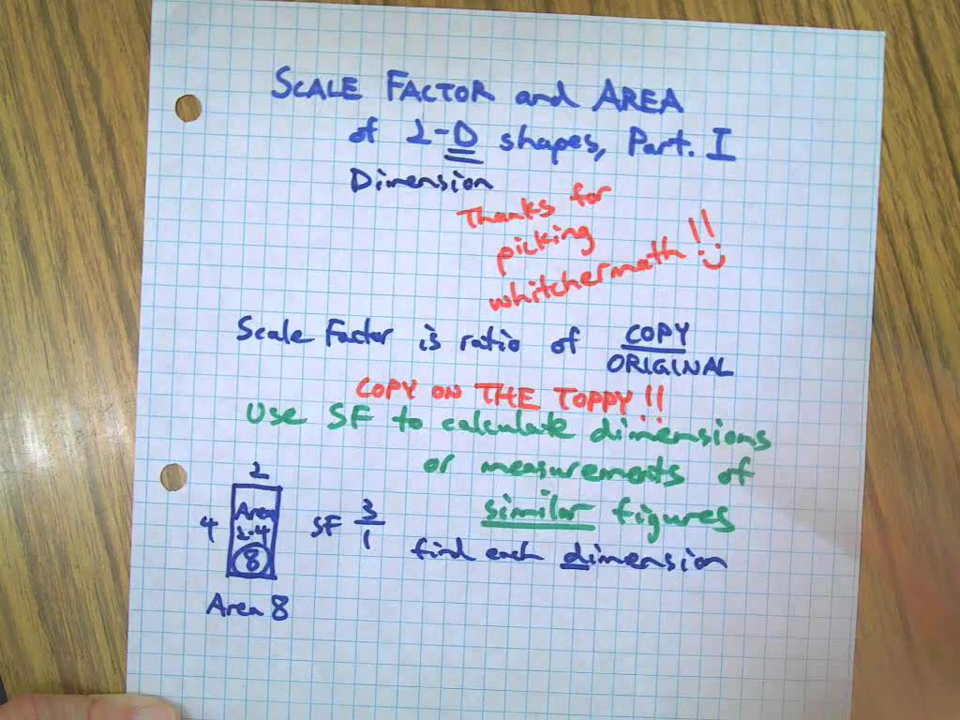 SCALE FACTOR and AREA
of 2-D shapes, Part. I
Dimension
Thanks for
picking
whitchermath!!
Scale Factor is ratio of COPY
ORIGINAL
COPY ON THE TOPPY!!
Use SF to calculate dimensions
or measurements of
similar figures
2
4
Area
2·4
8
SF 3
1
find each dimension
Area 8